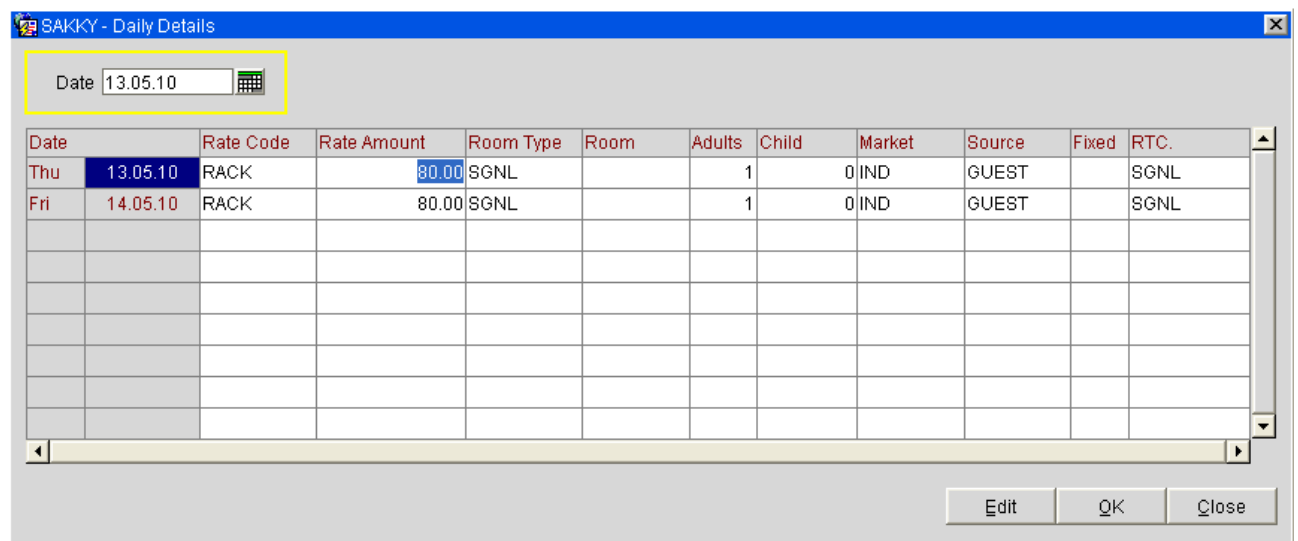 SAKKY - Daily Details
Date 13.05.10
Date Rate Code Rate Amount Room Type Room Adults Child Market Source Fixed RTC.
Thu 13.05.10 RACK 80.00 SGNL 1 0 IND GUEST SGNL
Fri 14.05.10 RACK 80.00 SGNL 1 0 IND GUEST SGNL
Edit OK Close